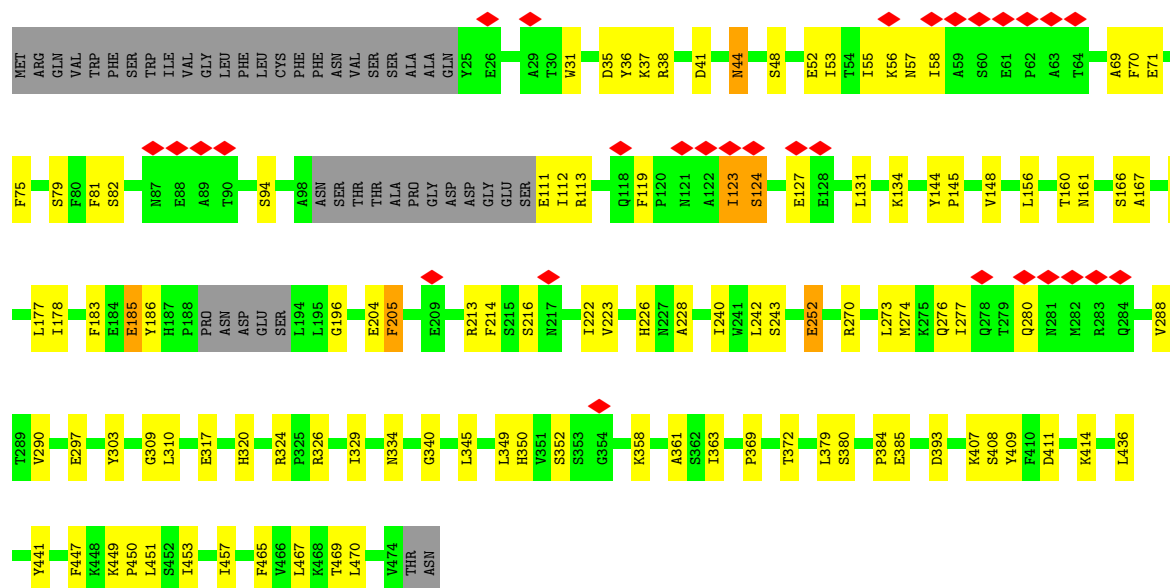 MET ARG GLN VAL TRP PHE SER TRP ILE VAL GLY LEU PHE LEU CYS PHE PHE ASN VAL SER SER ALA ALA GLN Y25 E26 A29 T30 W31 D35 Y36 K37 R38 D41 N44 S48 E52 I53 T54 I55 K56 N57 I58 A59 S60 E61 P62 A63 T64 A69 F70 E71
F75 S79 F80 F81 S82 N87 E88 A89 T90 S94 A98 ASN SER THR THR ALA PRO GLY ASP ASP GLY GLU SER E111 I112 R113 Q118 F119 P120 N121 A122 I123 S124 E127 E128 L131 K134 Y144 P145 V148 L156 T160 N161 S166 A167
L177 I178 F183 E184 E185 Y186 H187 P188 PRO ASN ASP GLU SER L194 L195 G196 E204 F205 E209 R213 F214 S215 S216 N217 I222 V223 H226 N227 A228 I240 W241 L242 S243 E252 R270 L273 M274 K275 Q276 I277 Q278 T279 Q280 N281 M282 R283 Q284 V288
T289 V290 E297 Y303 G309 L310 E317 H320 R324 P325 R326 I329 N334 G340 L345 L349 H350 V351 S352 S353 G354 K358 A361 S362 I363 P369 T372 L379 S380 P384 E385 D393 K407 S408 Y409 F410 D411 K414 L436
Y441 F447 K448 K449 P450 L451 S452 I453 I457 F465 V466 L467 K468 T469 L470 V474 THR ASN